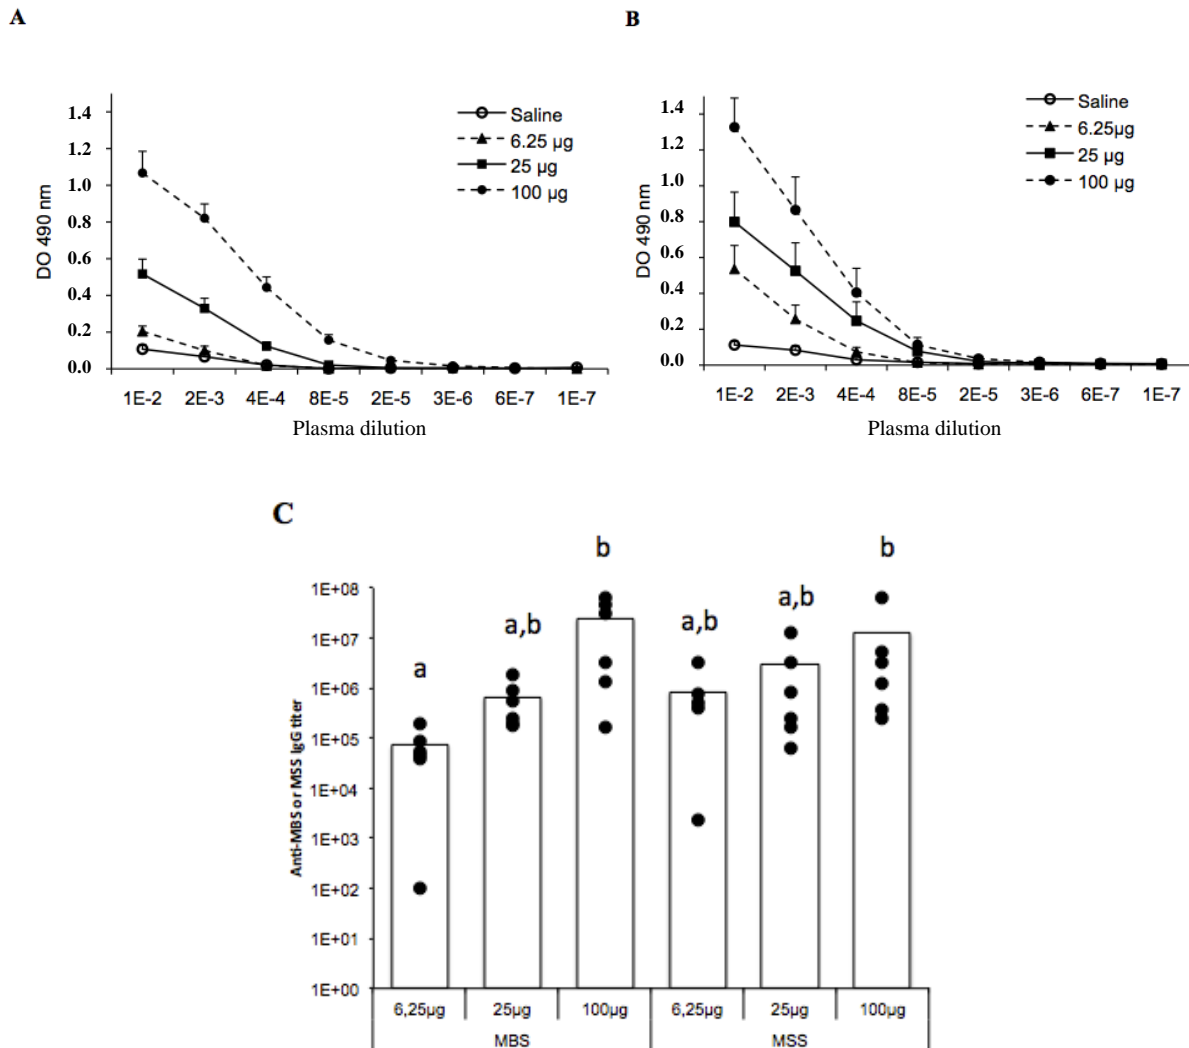 A
1.4
1.2
1.0
0.8
0.6
0.4
0.2
0.0
DO 490 nm
Saline
6.25 µg
25 µg
100 µg
1E-2 2E-3 4E-4 8E-5 2E-5 3E-6 6E-7 1E-7
Plasma dilution
B
1.4
1.2
1.0
0.8
0.6
0.4
0.2
0.0
DO 490 nm
Saline
6.25µg
25 µg
100 µg
1E-2 2E-3 4E-4 8E-5 2E-5 3E-6 6E-7 1E-7
Plasma dilution
C
Anti-MBS or MSS IgG titer
1E+08
1E+07
1E+06
1E+05
1E+04
1E+03
1E+02
1E+01
1E+00
a
a,b
b
a,b
a,b
b
6,25µg 25µg 100µg 6,25µg 25µg 100µg
MBS MSS